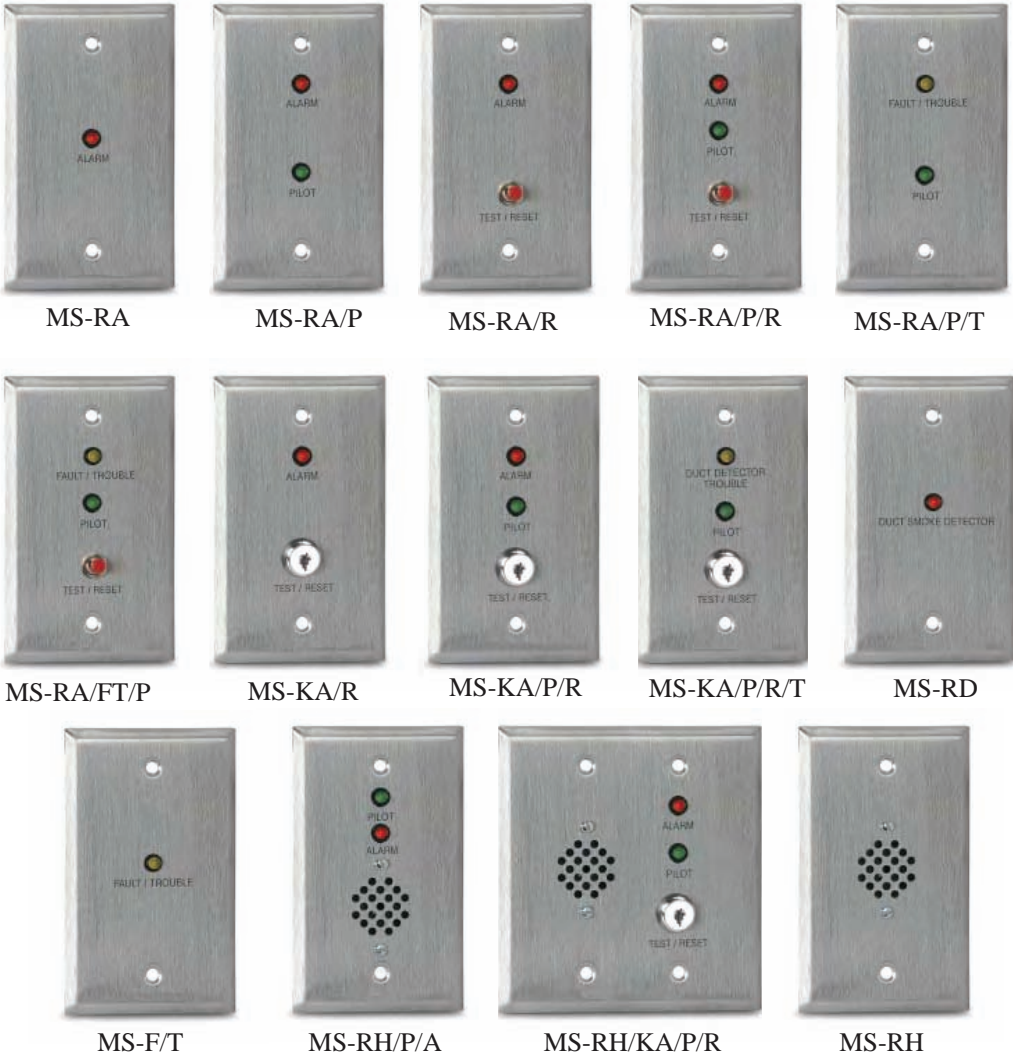 ALARM
MS-RA
ALARM
PILOT
MS-RA/P
ALARM
TEST / RESET
MS-RA/R
ALARM
PILOT
TEST / RESET
MS-RA/P/R
FAULT / TROUBLE
PILOT
MS-RA/P/T
FAULT / TROUBLE
PILOT
TEST / RESET
MS-RA/FT/P
ALARM
TEST / RESET
MS-KA/R
ALARM
PILOT
TEST / RESET
MS-KA/P/R
DUCT DETECTOR
TROUBLE
PILOT
TEST / RESET
MS-KA/P/R/T
DUCT SMOKE DETECTOR
MS-RD
FAULT / TROUBLE
MS-F/T
PILOT
ALARM
MS-RH/P/A
ALARM
PILOT
TEST / RESET
MS-RH/KA/P/R
MS-RH